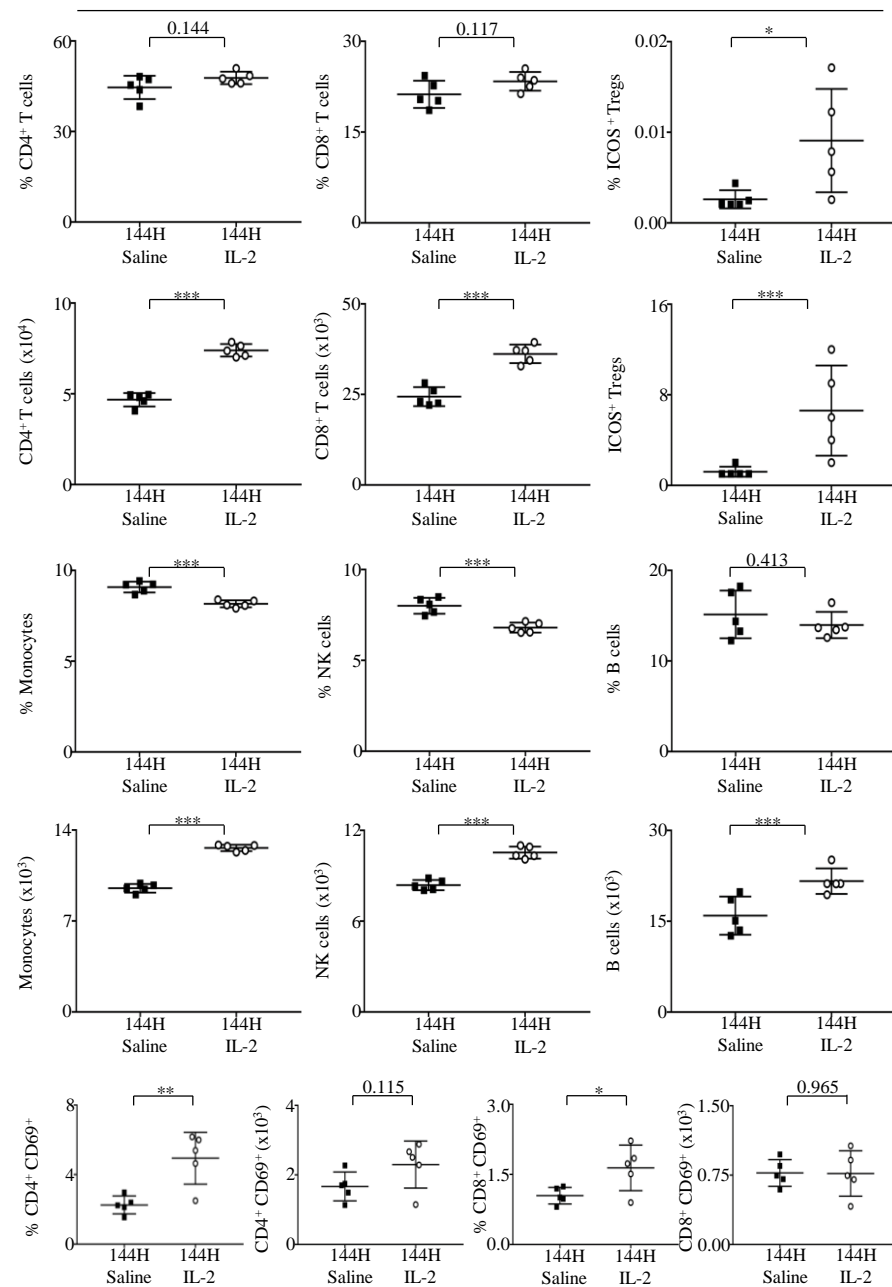 0.144
60
30
0
% CD4⁺ T cells
144H 144H
Saline IL-2
0.117
30
15
0
% CD8⁺ T cells
144H 144H
Saline IL-2
*
0.02
0.01
0.00
% ICOS⁺Tregs
144H 144H
Saline IL-2
***
10
5
0
CD4⁺ T cells (x10⁴)
144H 144H
Saline IL-2
***
50
25
0
CD8⁺ T cells (x10³)
144H 144H
Saline IL-2
***
16
8
0
ICOS⁺ Tregs
144H 144H
Saline IL-2
***
10
5
0
% Monocytes
144H 144H
Saline IL-2
***
10
5
0
% NK cells
144H 144H
Saline IL-2
0.413
20
10
0
% B cells
144H 144H
Saline IL-2
***
14
7
0
Monocytes (x10³)
144H 144H
Saline IL-2
***
12
6
0
NK cells (x10³)
144H 144H
Saline IL-2
***
30
15
0
B cells (x10³)
144H 144H
Saline IL-2
**
8
4
0
% CD4⁺ CD69⁺
144H 144H
Saline IL-2
0.115
4
2
0
CD4⁺ CD69⁺ (x10³)
144H 144H
Saline IL-2
*
3.0
1.5
0.0
% CD8⁺ CD69⁺
144H 144H
Saline IL-2
0.965
1.50
0.75
0.00
CD8⁺ CD69⁺ (x10³)
144H 144H
Saline IL-2